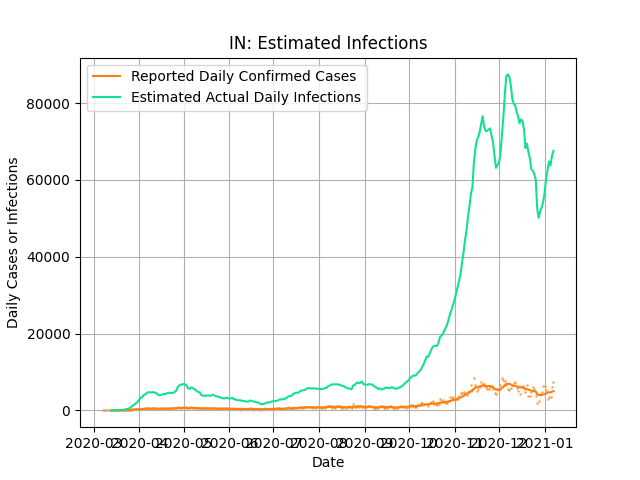 IN: Estimated Infections
Reported Daily Confirmed Cases
Estimated Actual Daily Infections
Daily Cases or Infections
80000
60000
40000
20000
0
2020-03 2020-04 2020-05 2020-06 2020-07 2020-08 2020-09 2020-10 2020-11 2020-12 2021-01
Date